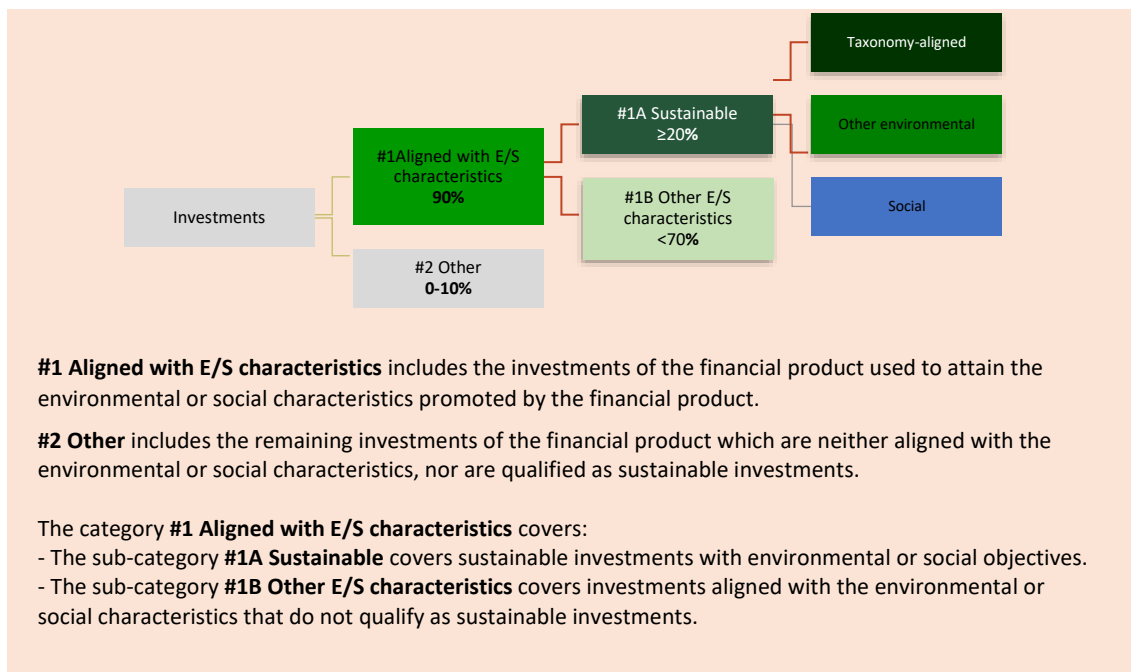 Taxonomy-aligned
#1A Sustainable
≥20%
Other environmental
#1Aligned with E/S
characteristics
90%
#1B Other E/S
characteristics
<70%
Social
Investments
#2 Other
0-10%
#1 Aligned with E/S characteristics includes the investments of the financial product used to attain the
environmental or social characteristics promoted by the financial product.
#2 Other includes the remaining investments of the financial product which are neither aligned with the
environmental or social characteristics, nor are qualified as sustainable investments.
The category #1 Aligned with E/S characteristics covers:
- The sub-category #1A Sustainable covers sustainable investments with environmental or social objectives.
- The sub-category #1B Other E/S characteristics covers investments aligned with the environmental or
social characteristics that do not qualify as sustainable investments.